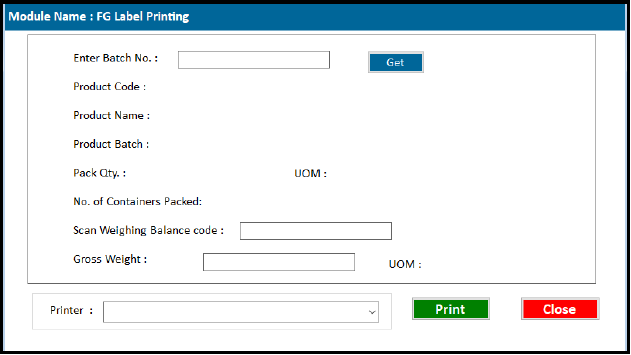 Module Name : FG Label Printing
Enter Batch No. : Get
Product Code :
Product Name :
Product Batch :
Pack Qty. : UOM :
No. of Containers Packed:
Scan Weighing Balance code :
Gross Weight : UOM :
Printer : Print Close